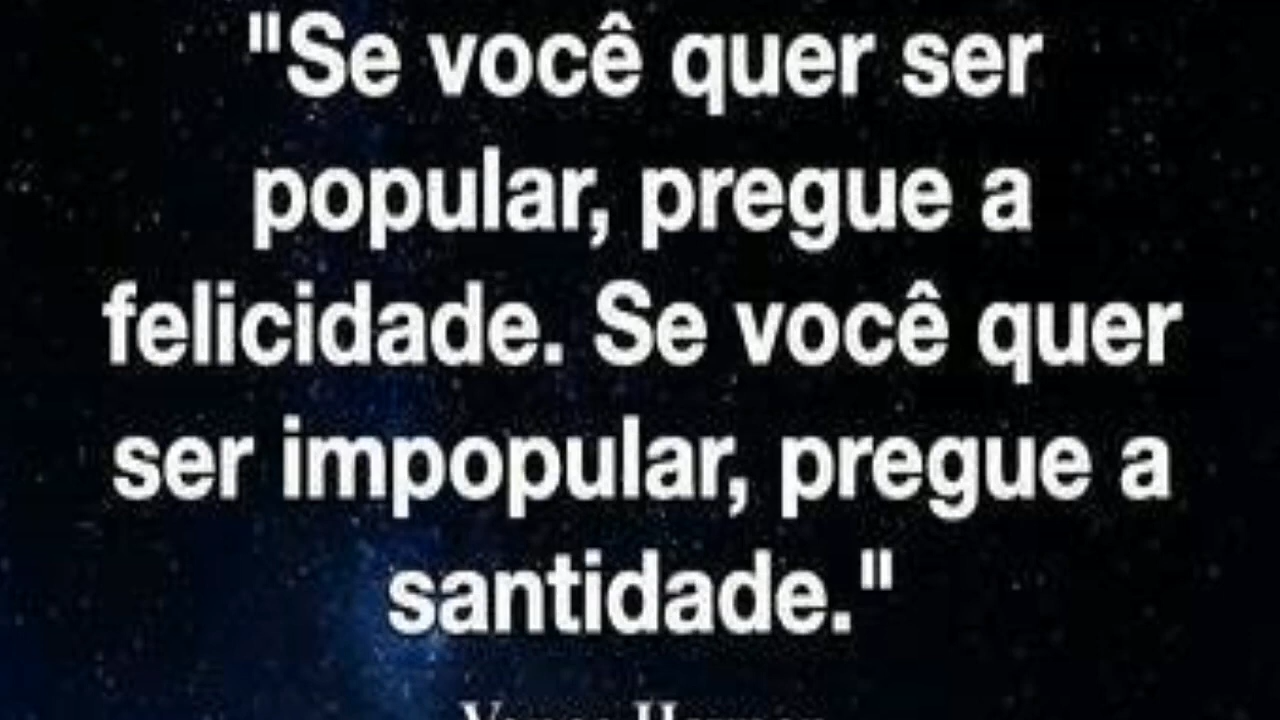 "Se você quer ser
popular, pregue a
felicidade. Se você quer
ser impopular, pregue a
santidade."